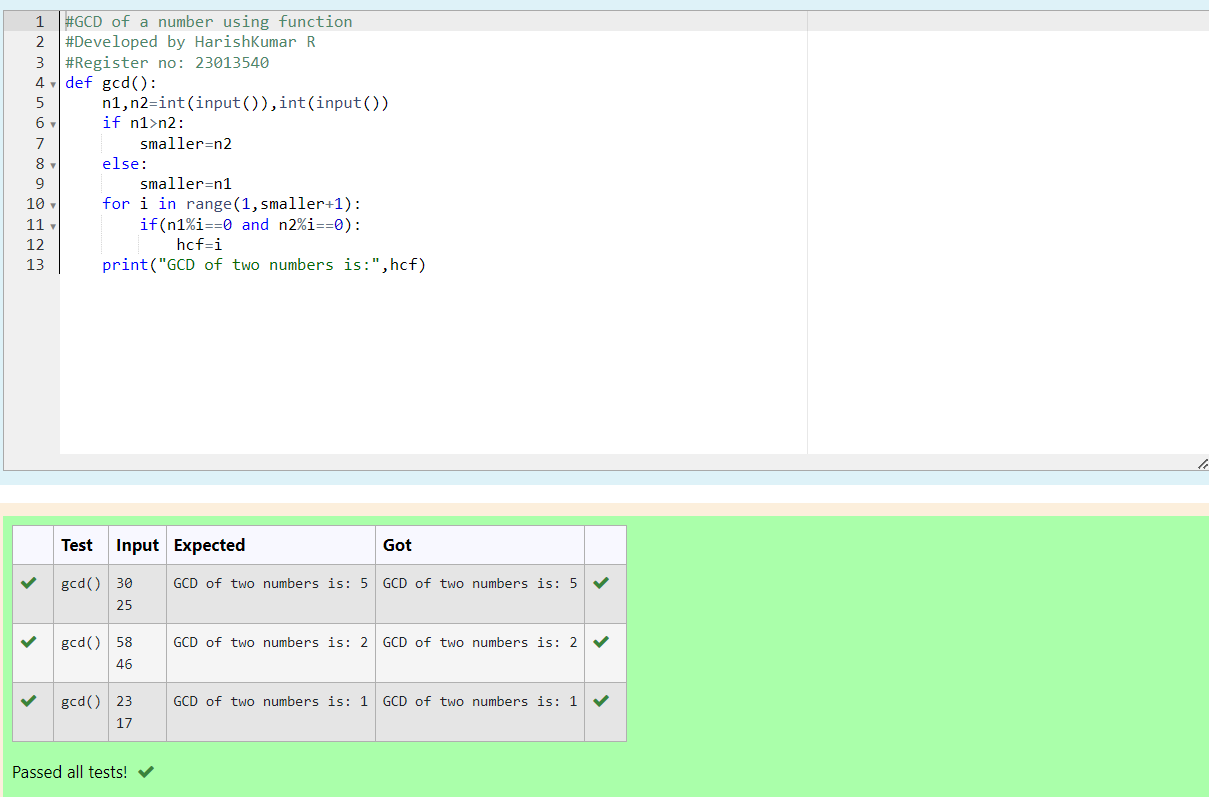 1 #GCD of a number using function
2 #Developed by HarishKumar R
3 #Register no: 23013540
4 def gcd():
5     n1,n2=int(input()),int(input())
6     if n1>n2:
7         smaller=n2
8     else:
9         smaller=n1
10     for i in range(1,smaller+1):
11         if(n1%i==0 and n2%i==0):
12             hcf=i
13     print("GCD of two numbers is:",hcf)
Test Input Expected Got
gcd() 30 GCD of two numbers is: 5 GCD of two numbers is: 5
25
gcd() 58 GCD of two numbers is: 2 GCD of two numbers is: 2
46
gcd() 23 GCD of two numbers is: 1 GCD of two numbers is: 1
17
Passed all tests!